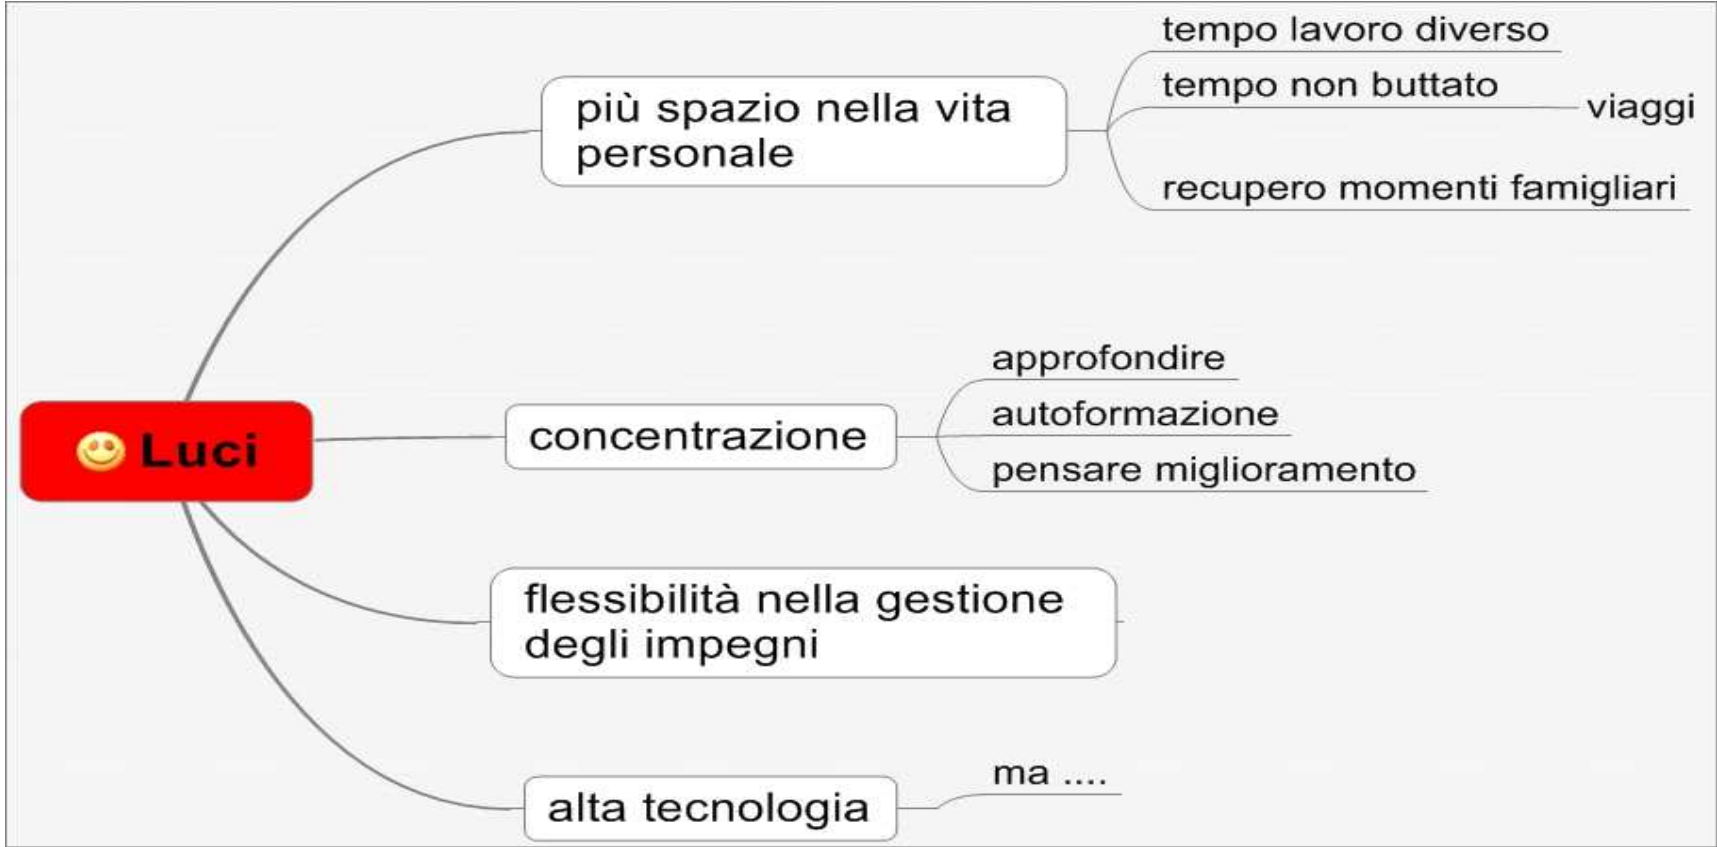 Luci
più spazio nella vita
personale
tempo lavoro diverso
tempo non buttato
viaggi
recupero momenti famigliari
concentrazione
approfondire
autoformazione
pensare miglioramento
flessibilità nella gestione
degli impegni
alta tecnologia
ma ....